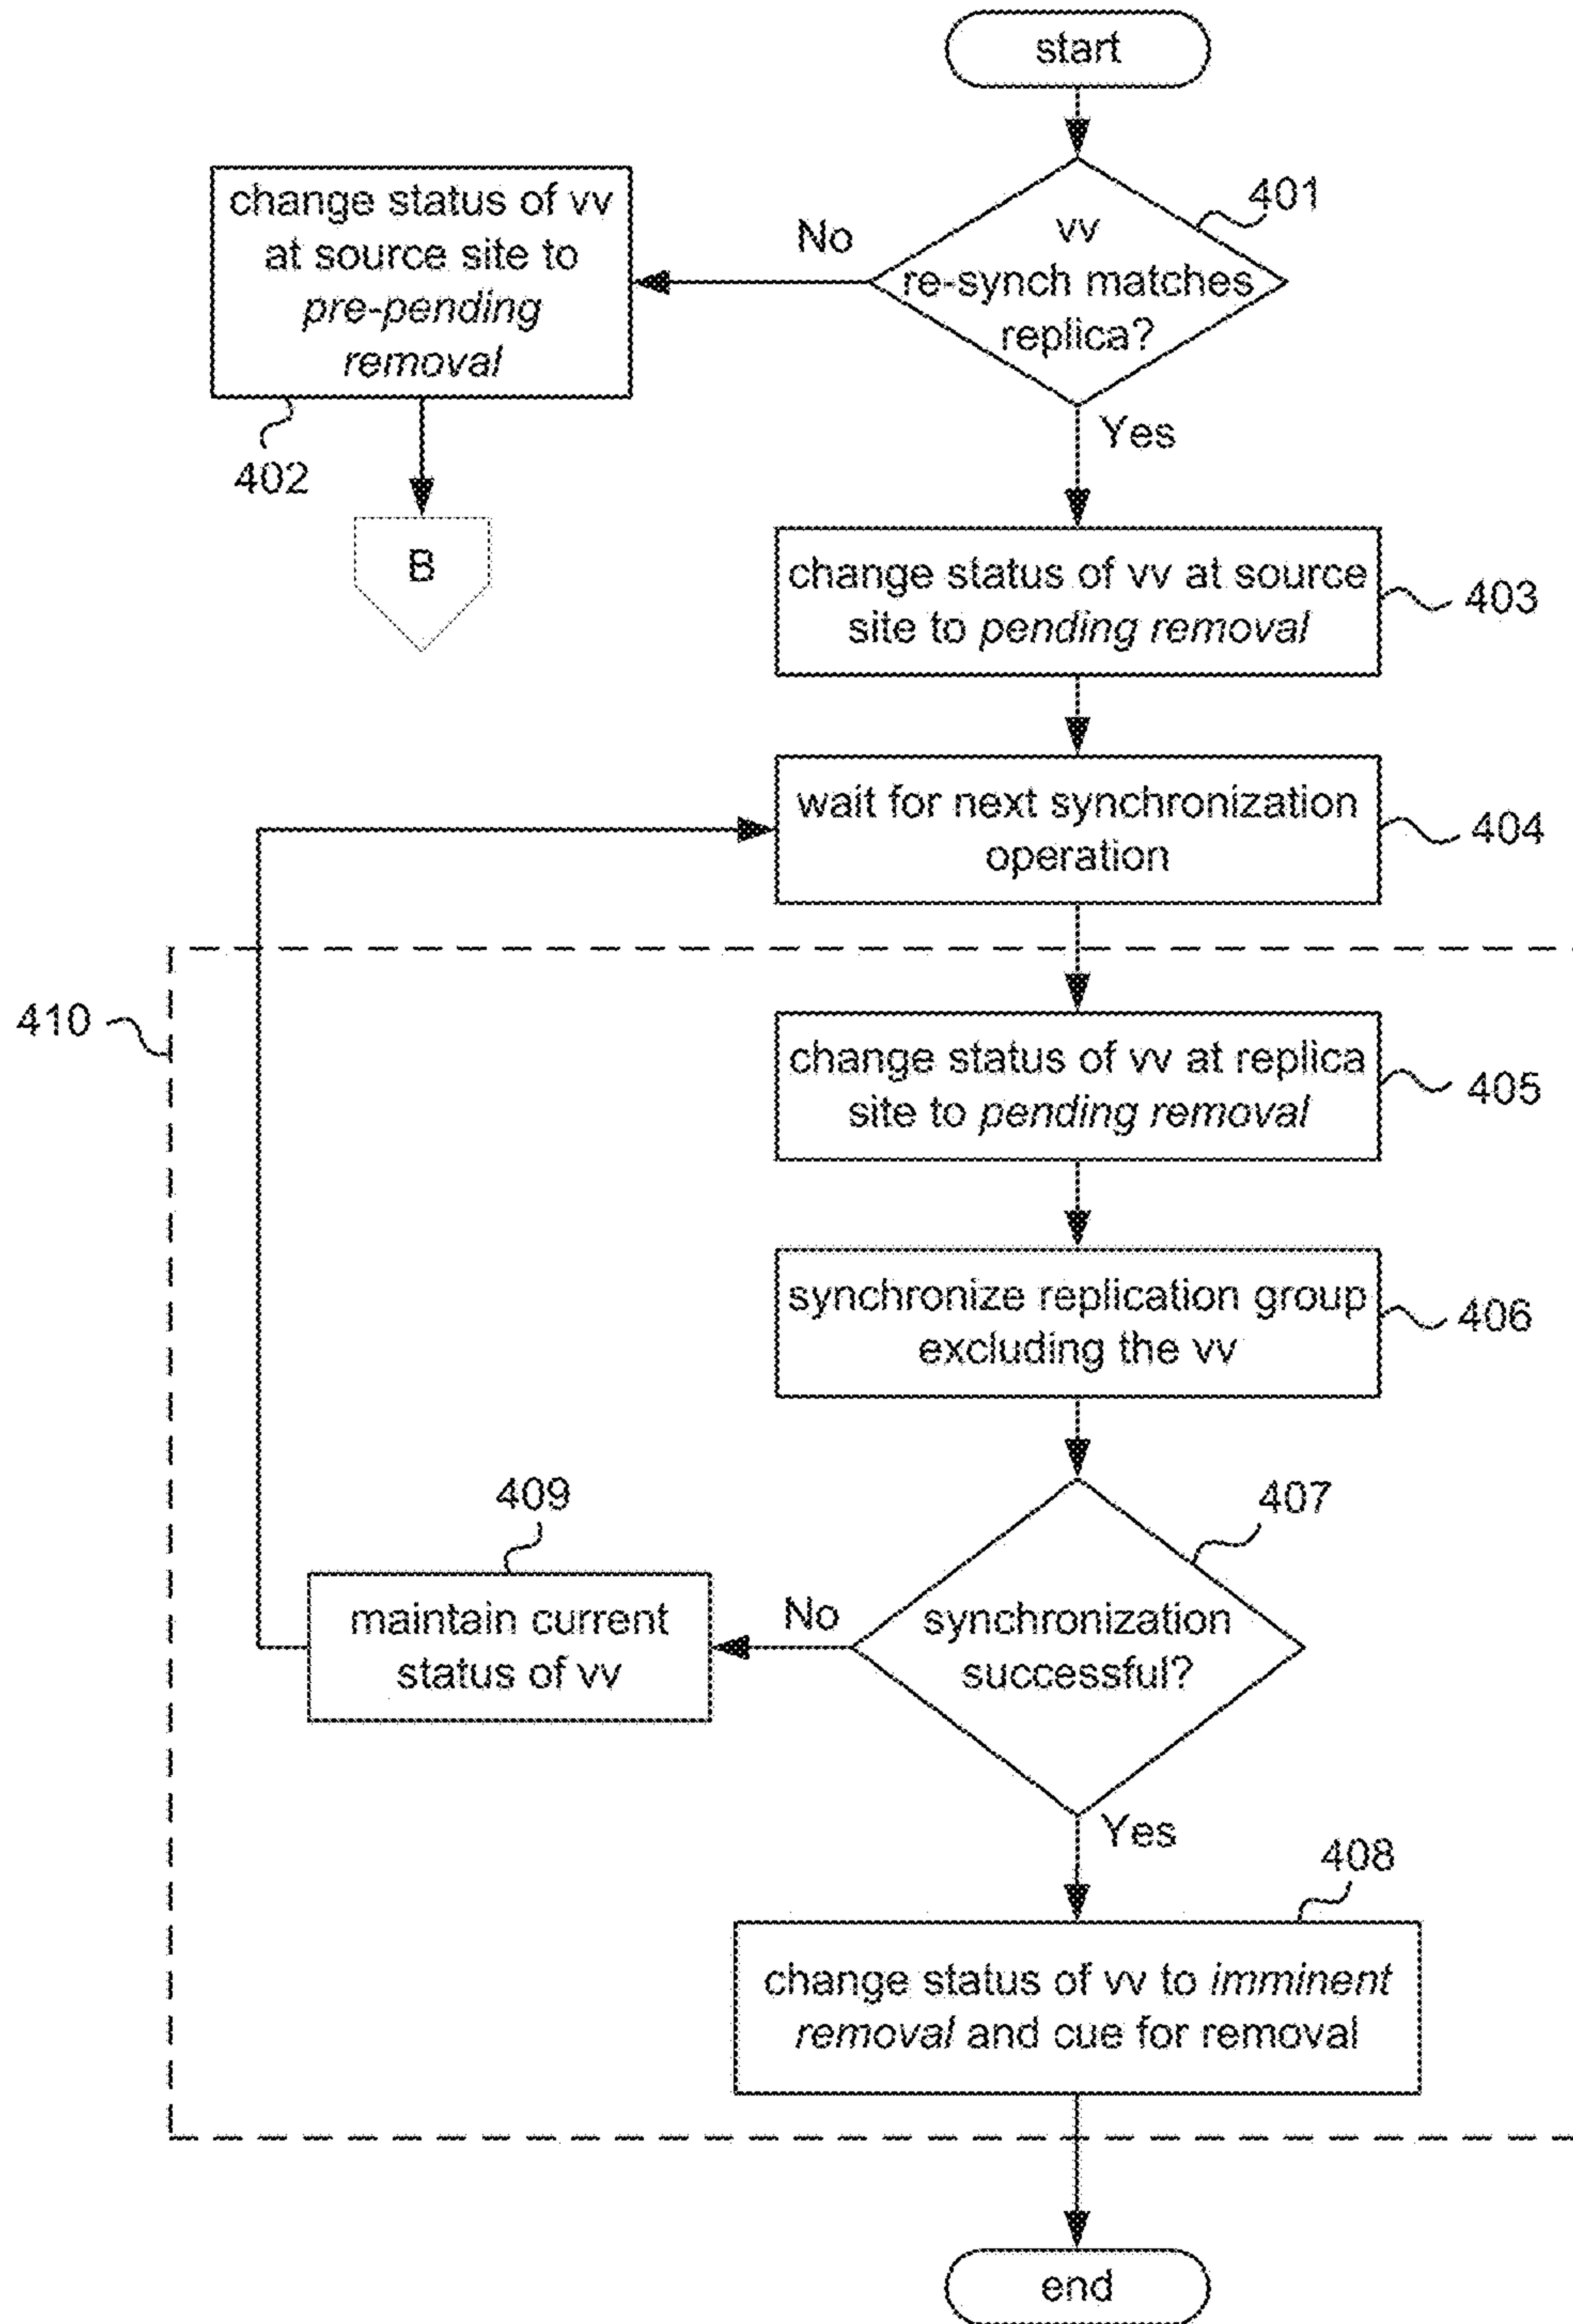 start
401
vv
re-synch matches
replica?
No
Yes
change status of vv
at source site to
pre-pending
removal
402
B
change status of vv at source
site to pending removal
403
wait for next synchronization
operation
404
410
change status of vv at replica
site to pending removal
405
synchronize replication group
excluding the vv
406
407
synchronization
successful?
No
409
maintain current
status of vv
Yes
408
change status of vv to imminent
removal and cue for removal
end